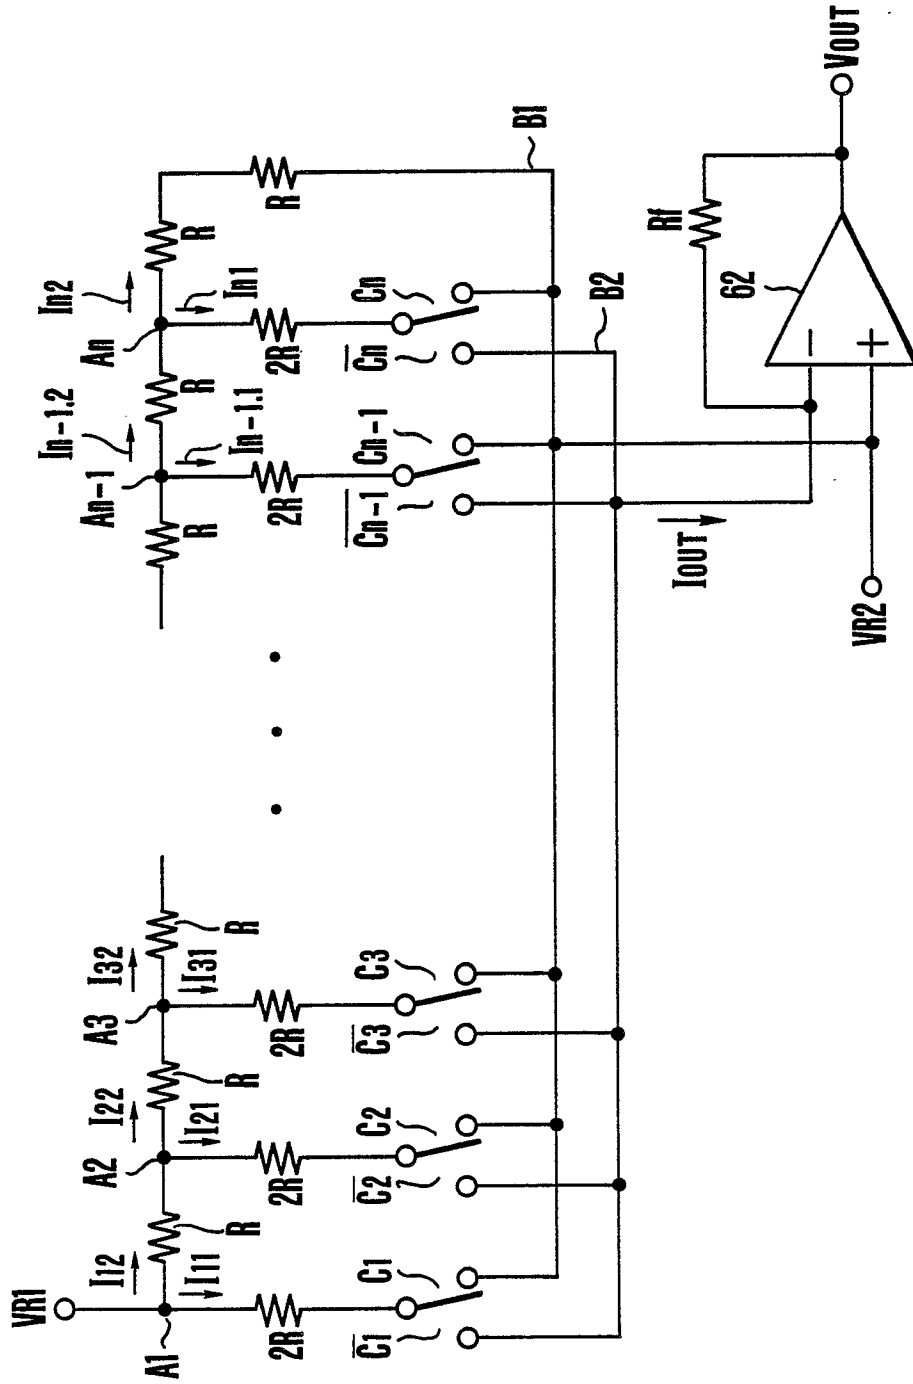 VR1
I12
I22
I32
In-1.2
In2
A1
A2
A3
An-1
An
I11
I21
I31
In-1.1
In1
R
R
R
R
R
R
R
2R
2R
2R
2R
2R
C̅1̅
C1
C̅2̅
C2
C̅3̅
C3
C̅n̅-̅1̅
Cn-1
C̅n̅
Cn
B1
B2
IOUT
Rf
62
−
+
VR2
VOUT